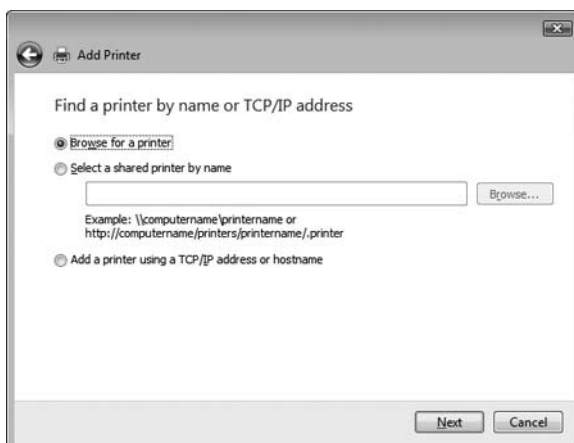 Add Printer
Find a printer by name or TCP/IP address
Browse for a printer
Select a shared printer by name
Browse...
Example: \\computername\printername or
http://computername/printers/printername/.printer
Add a printer using a TCP/IP address or hostname
Next
Cancel